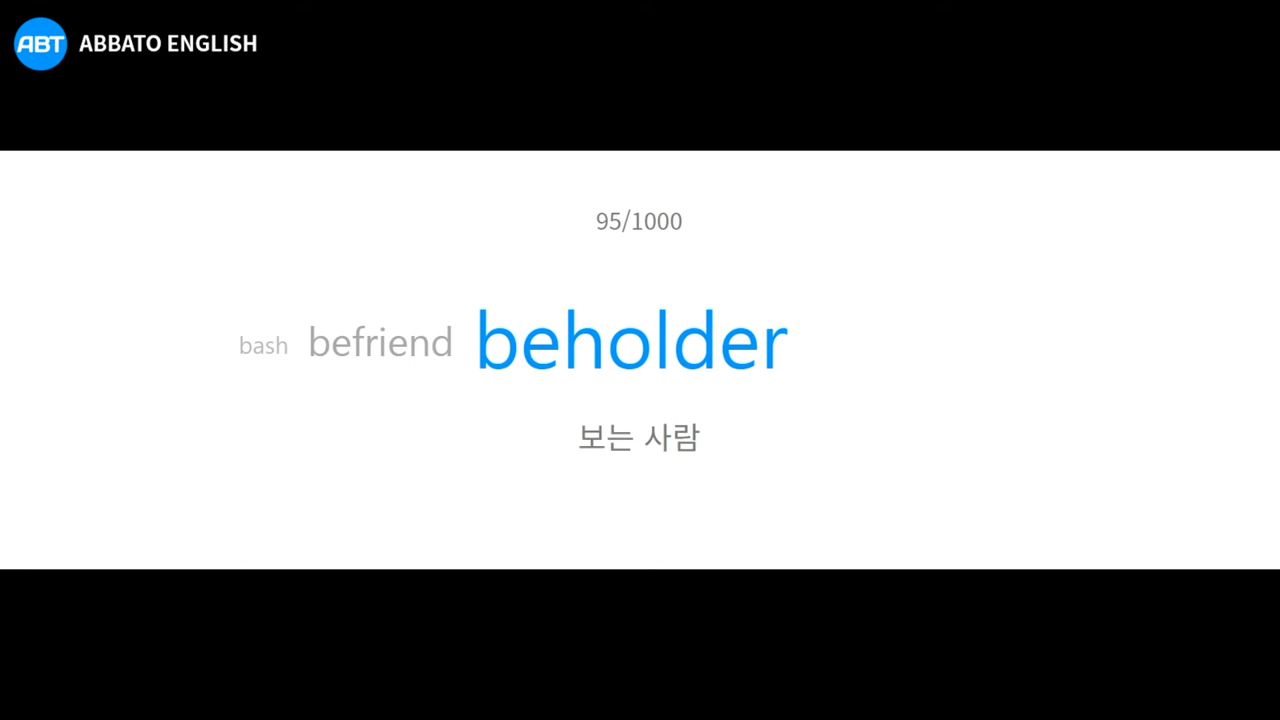 ABT ABBATO ENGLISH
95/1000
bash befriend beholder
보는 사람